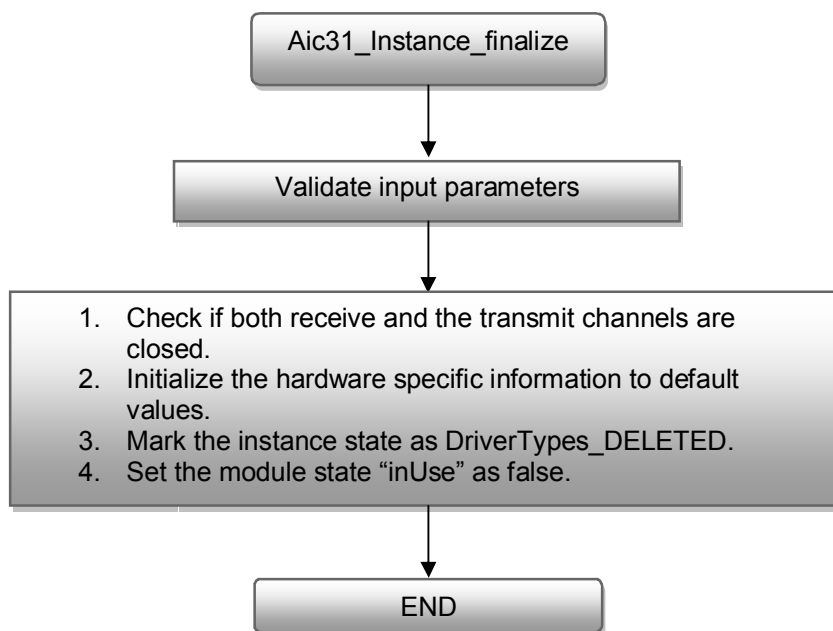 Aic31_Instance_finalize
Validate input parameters
1. Check if both receive and the transmit channels are
closed.
2. Initialize the hardware specific information to default
values.
3. Mark the instance state as DriverTypes_DELETED.
4. Set the module state “inUse” as false.
END